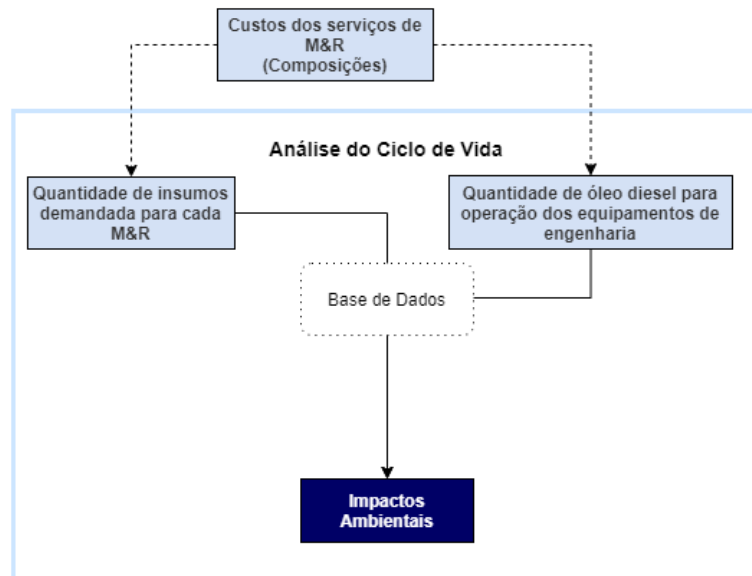 Custos dos serviços de
M&R
(Composições)
Análise do Ciclo de Vida
Quantidade de insumos
demandada para cada
M&R
Quantidade de óleo diesel para
operação dos equipamentos de
engenharia
Base de Dados
Impactos
Ambientais